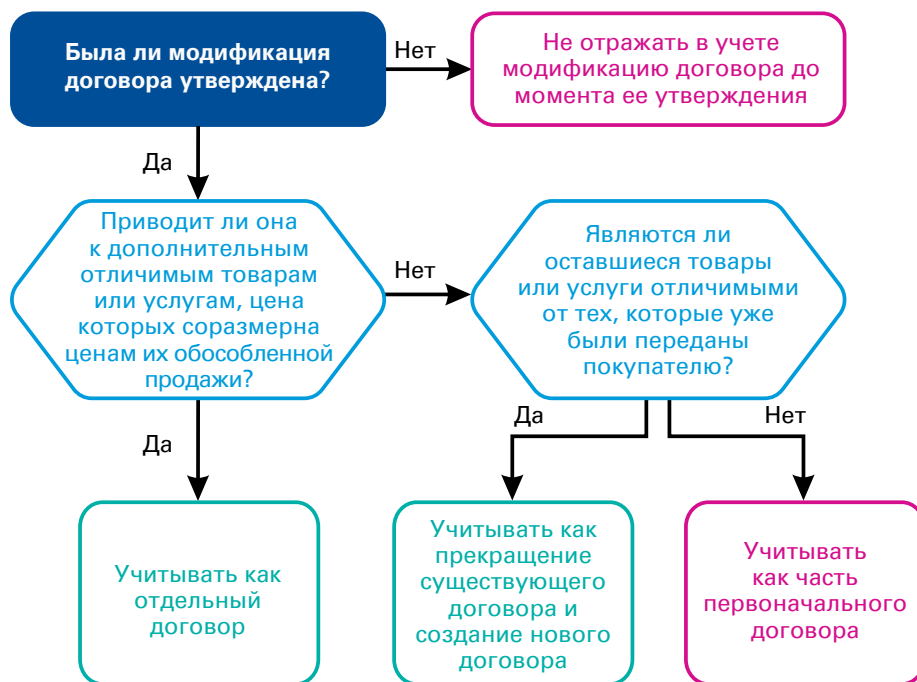 Была ли модификация
договора утверждена?
Нет
Не отражать в учете
модификацию договора до
момента ее утверждения
Да
Приводит ли она
к дополнительным
отличимым товарам
или услугам, цена
которых соразмерна
ценам их обособленной
продажи?
Нет
Являются ли
оставшиеся товары
или услуги отличимыми
от тех, которые уже
были переданы
покупателю?
Да
Да
Нет
Учитывать как
отдельный
договор
Учитывать как
прекращение
существующего
договора и
создание нового
договора
Учитывать
как часть
первоначального
договора